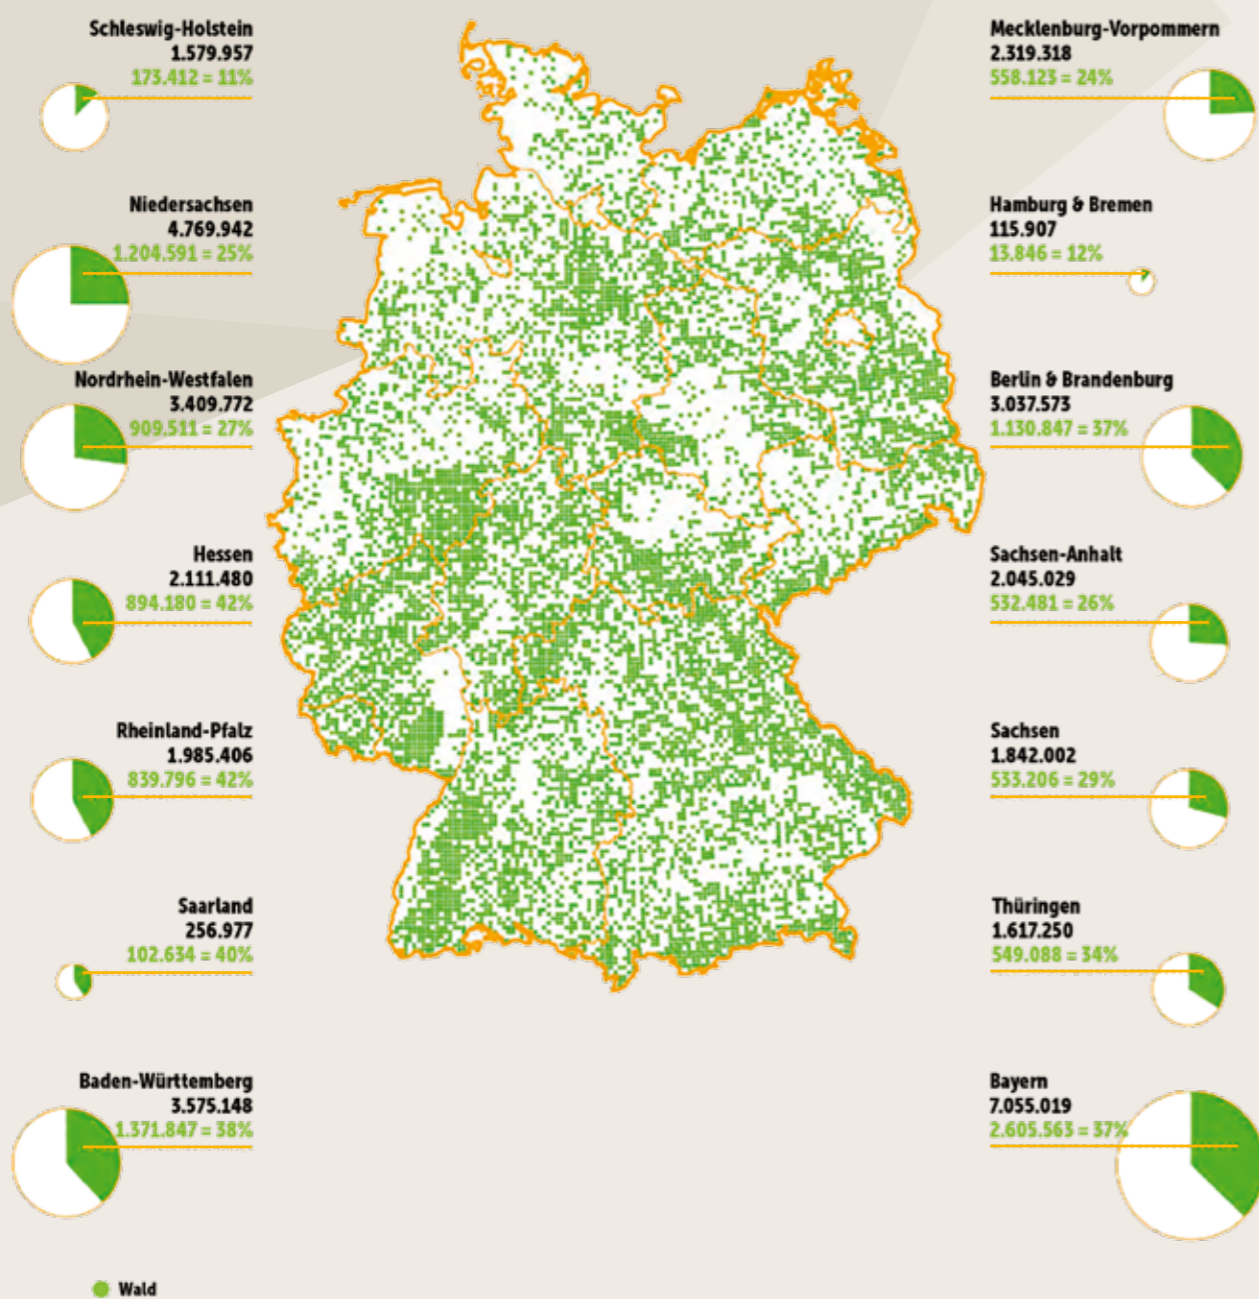 Schleswig-Holstein
1.579.957
173.412 = 11%
Niedersachsen
4.769.942
1.204.591 = 25%
Nordrhein-Westfalen
3.409.772
909.511 = 27%
Hessen
2.111.480
894.180 = 42%
Rheinland-Pfalz
1.985.406
839.796 = 42%
Saarland
256.977
102.634 = 40%
Baden-Württemberg
3.575.148
1.371.847 = 38%
Wald
Mecklenburg-Vorpommern
2.319.318
558.123 = 24%
Hamburg & Bremen
115.907
13.846 = 12%
Berlin & Brandenburg
3.037.573
1.130.847 = 37%
Sachsen-Anhalt
2.045.029
532.481 = 26%
Sachsen
1.842.002
533.206 = 29%
Thüringen
1.617.250
549.088 = 34%
Bayern
7.055.019
2.605.563 = 37%